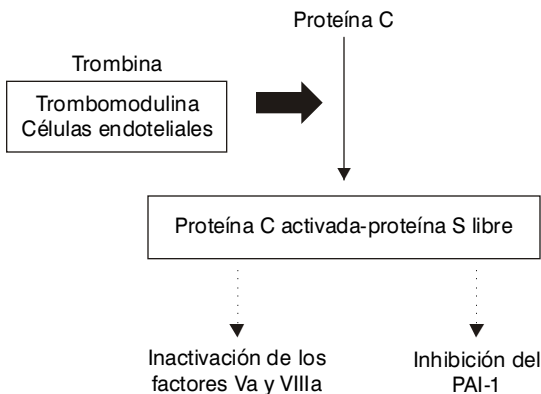 Proteína C
Trombina
Trombomodulina
Células endoteliales
Proteína C activada-proteína S libre
Inactivación de los
factores Va y VIIIa
Inhibición del
PAI-1